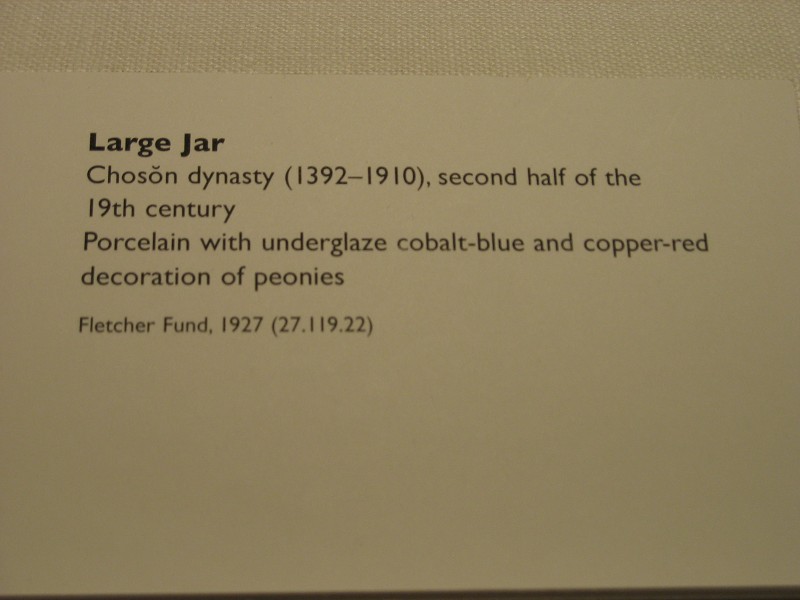 Large Jar
Chosŏn dynasty (1392–1910), second half of the
19th century
Porcelain with underglaze cobalt-blue and copper-red
decoration of peonies
Fletcher Fund, 1927 (27.119.22)